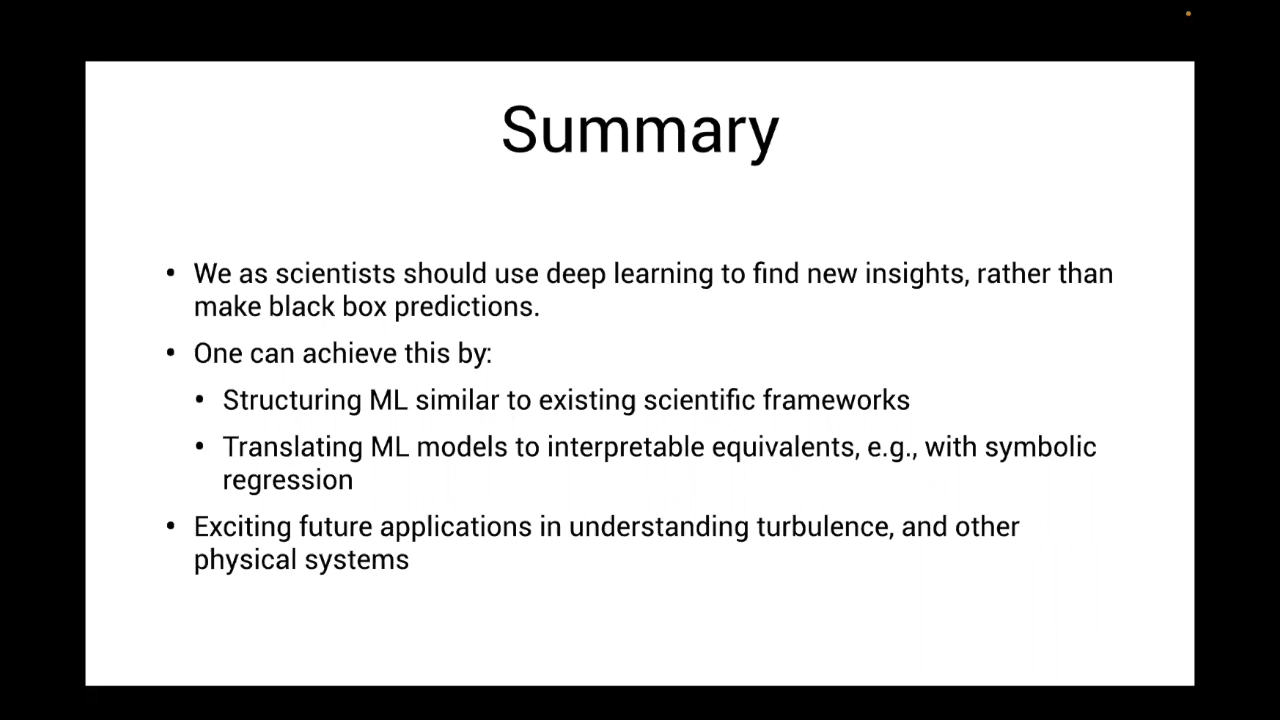 Summary
• We as scientists should use deep learning to find new insights, rather than
make black box predictions.
• One can achieve this by:
• Structuring ML similar to existing scientific frameworks
• Translating ML models to interpretable equivalents, e.g., with symbolic
regression
• Exciting future applications in understanding turbulence, and other
physical systems